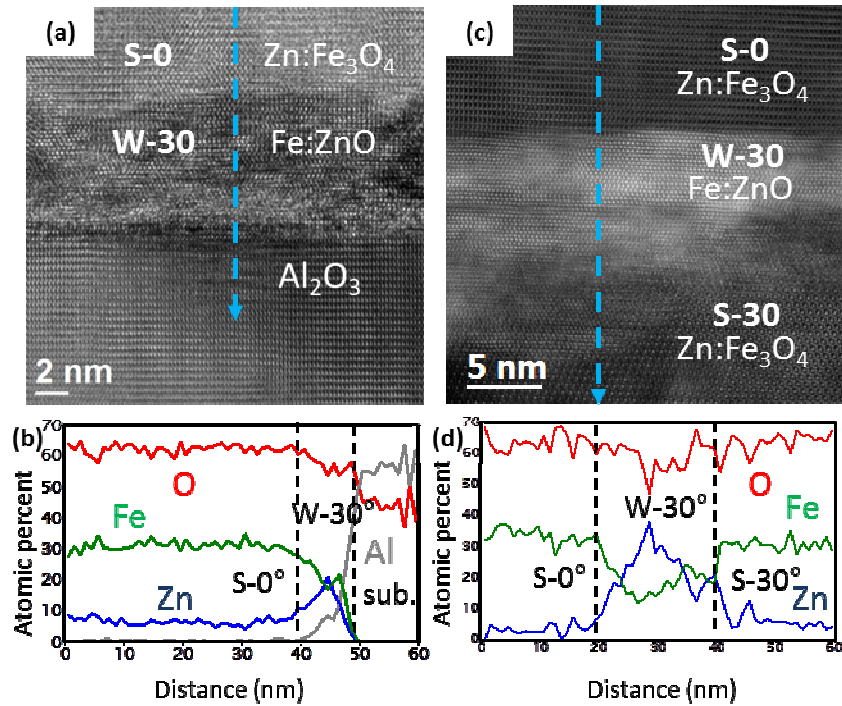 (a)
S-0 Zn:Fe₃O₄
W-30 Fe:ZnO
Al₂O₃
2 nm
(c)
S-0
Zn:Fe₃O₄
W-30
Fe:ZnO
S-30
Zn:Fe₃O₄
5 nm
(b)
Atomic percent
70
60
50
40
30
20
10
0
O
Fe
Zn
W-30°
S-0°
Al
sub.
0 10 20 30 40 50 60
Distance (nm)
(d)
Atomic percent
70
60
50
40
30
20
10
0
O
W-30°
Fe
S-0°
S-30°
Zn
0 10 20 30 40 50 60
Distance (nm)